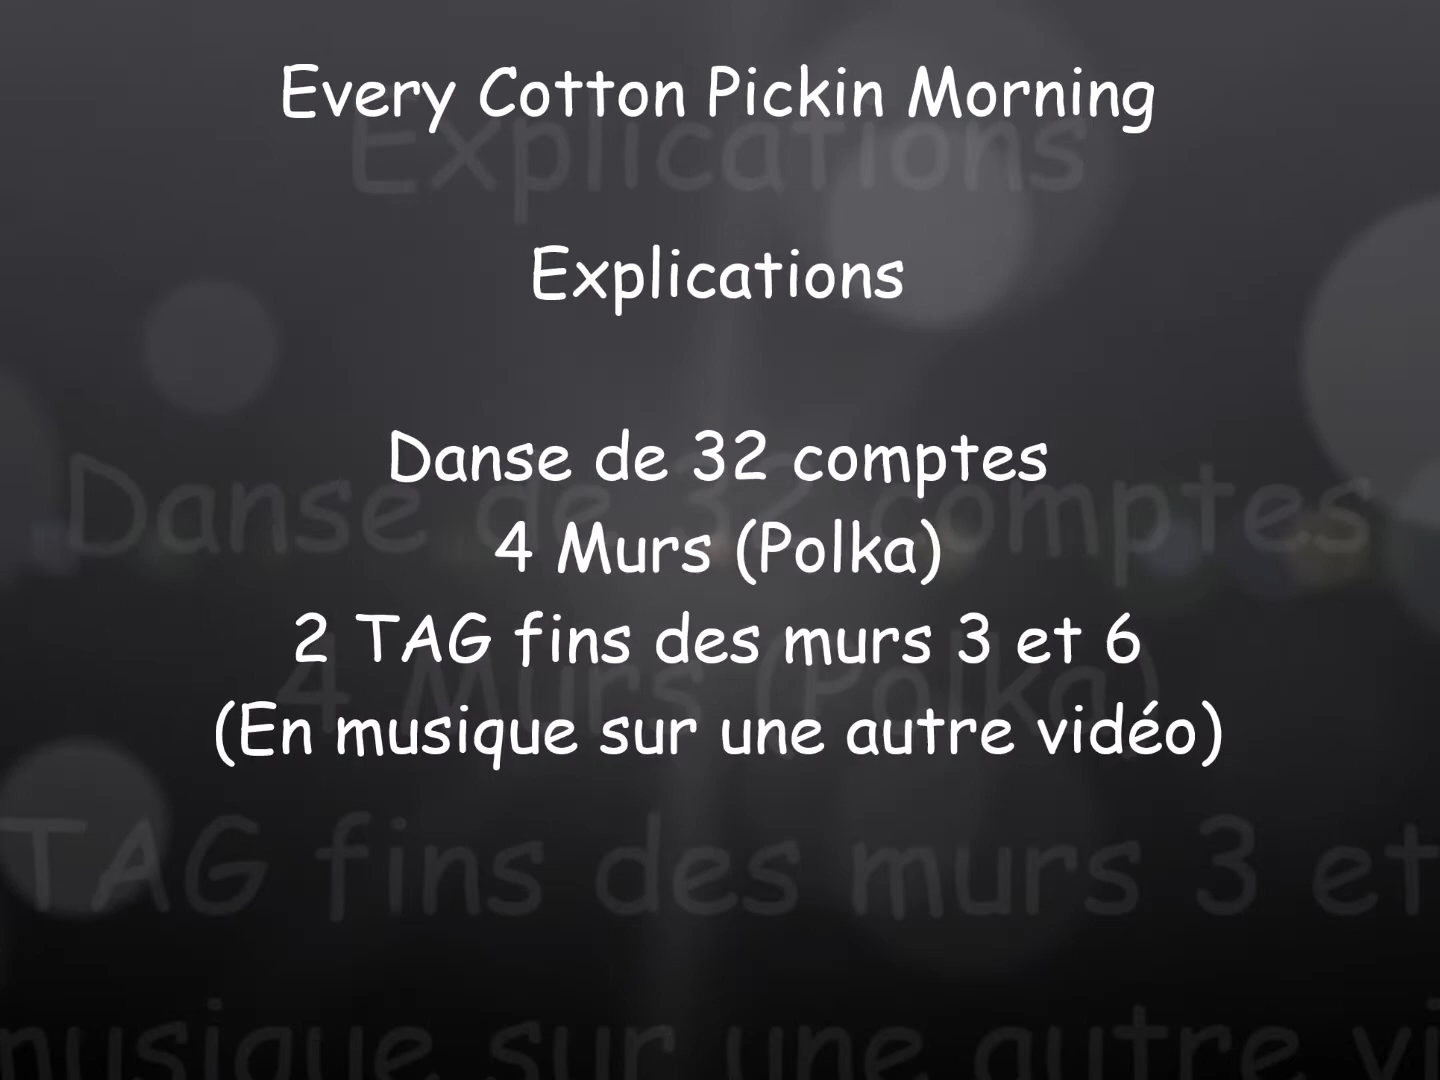 Every Cotton Pickin Morning
Explications
Danse de 32 comptes
4 Murs (Polka)
2 TAG fins des murs 3 et 6
(En musique sur une autre vidéo)